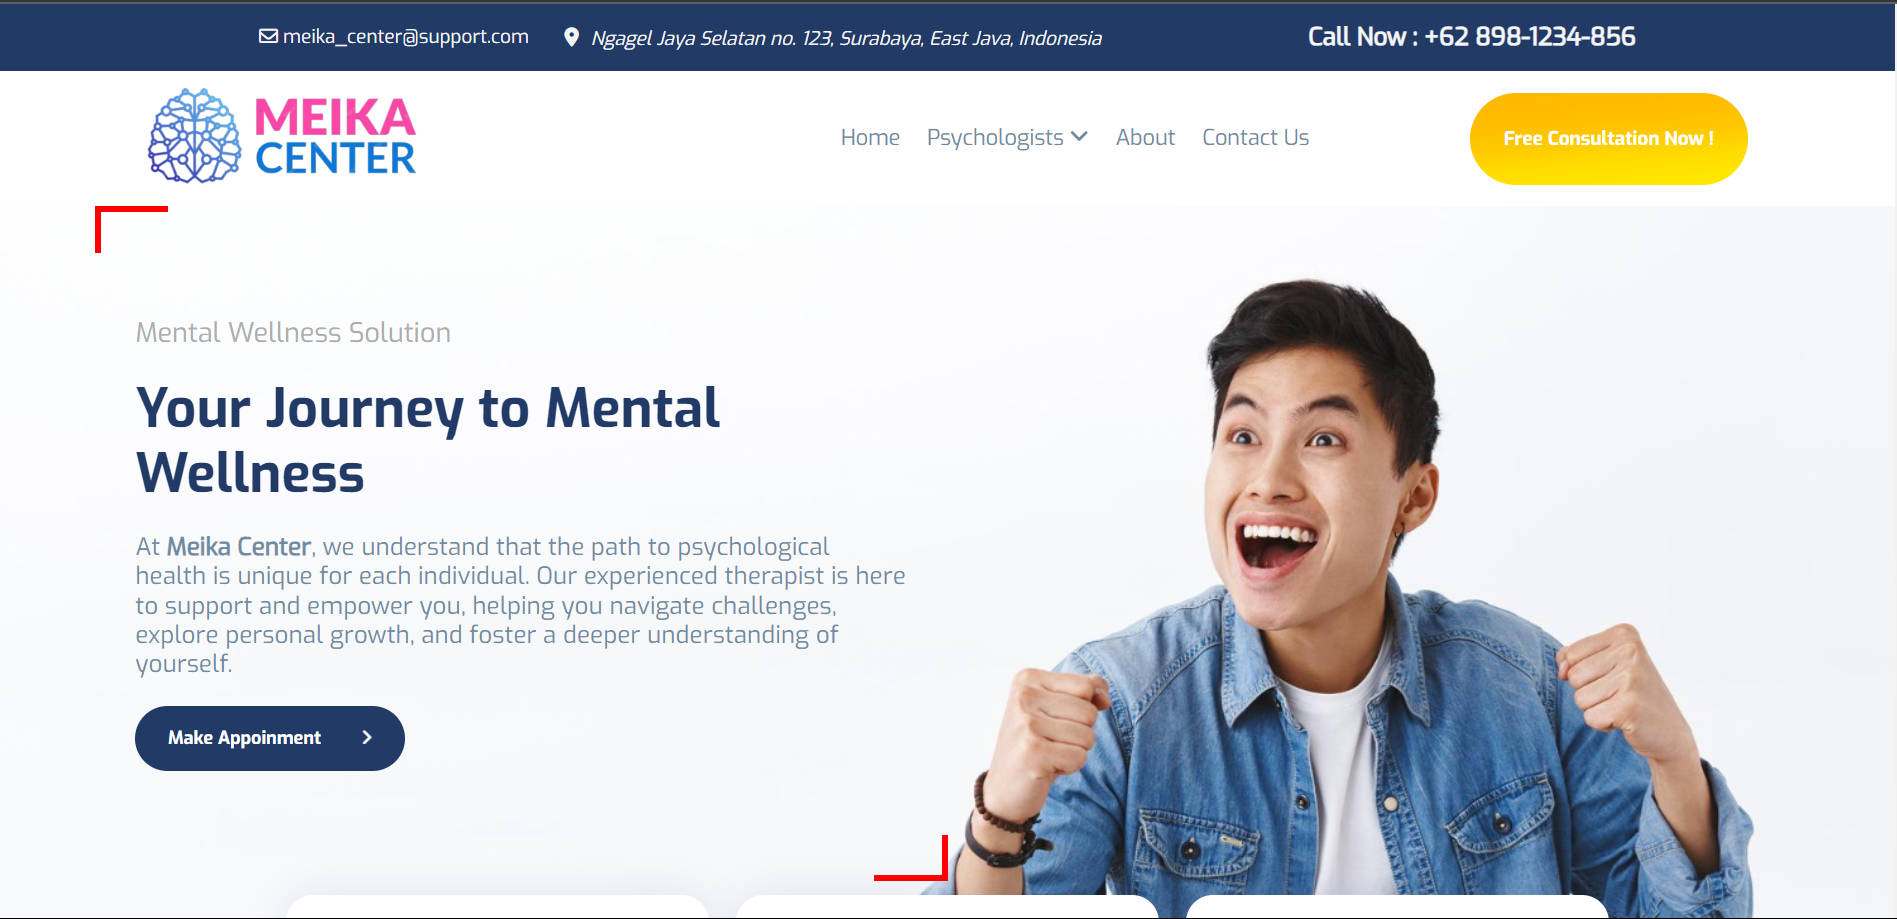 meika_center@support.com
Ngagel Jaya Selatan no. 123, Surabaya, East Java, Indonesia
Call Now : +62 898-1234-856
MEIKA
CENTER
Home
Psychologists
About
Contact Us
Free Consultation Now !
Mental Wellness Solution
Your Journey to Mental
Wellness
At Meika Center, we understand that the path to psychological
health is unique for each individual. Our experienced therapist is here
to support and empower you, helping you navigate challenges,
explore personal growth, and foster a deeper understanding of
yourself.
Make Appoinment